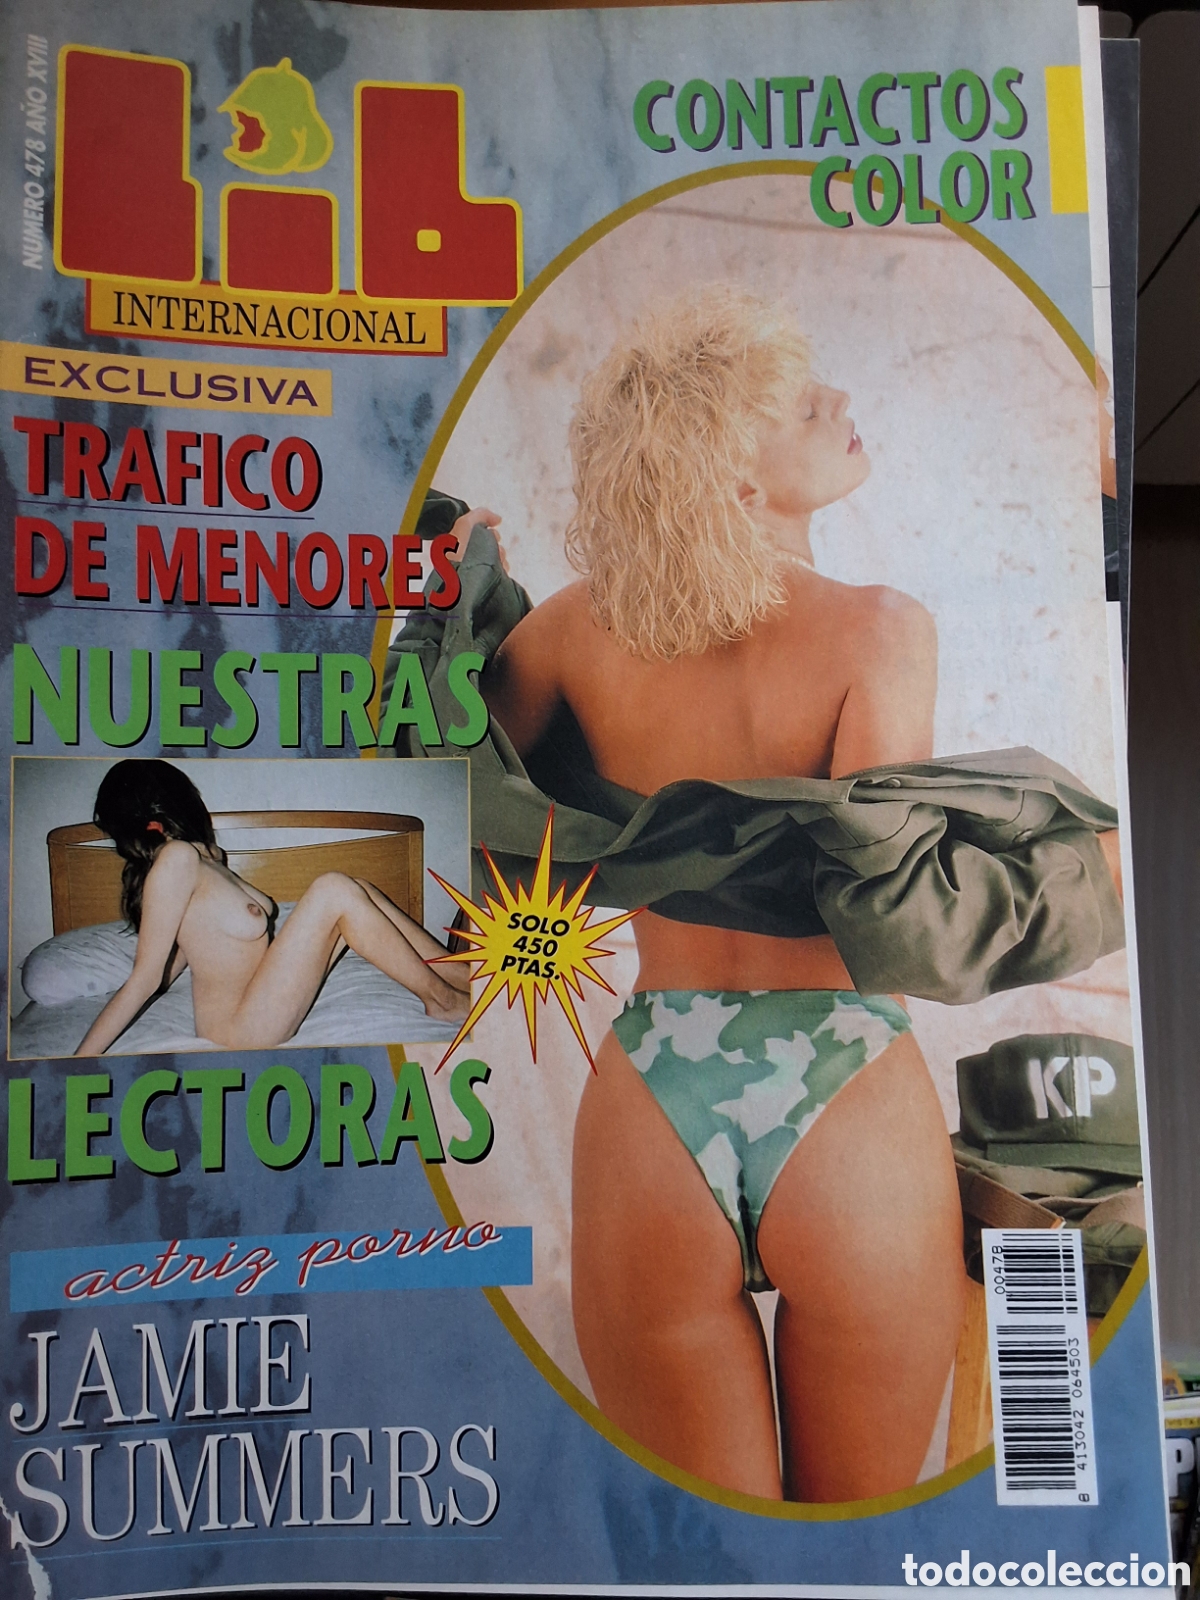 NUMERO 478 AÑO XVIII
Lib
INTERNACIONAL
CONTACTOS
COLOR
EXCLUSIVA
TRAFICO
DE MENORES
NUESTRAS
SOLO
450
PTAS.
LECTORAS
actriz porno
JAMIE
SUMMERS
KP
00478
8 413042 064503
todocoleccion